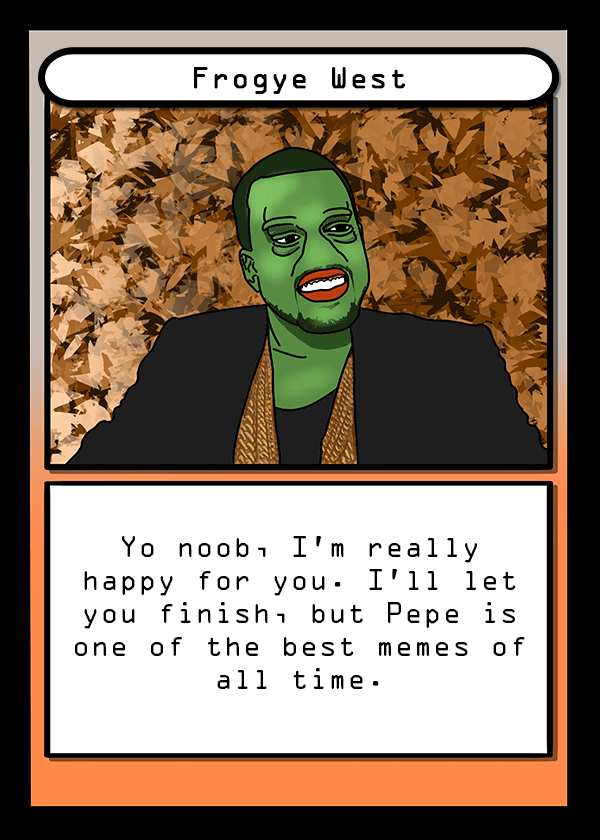 Frogye West
Yo noob, I'm really
happy for you. I'll let
you finish, but Pepe is
one of the best memes of
all time.